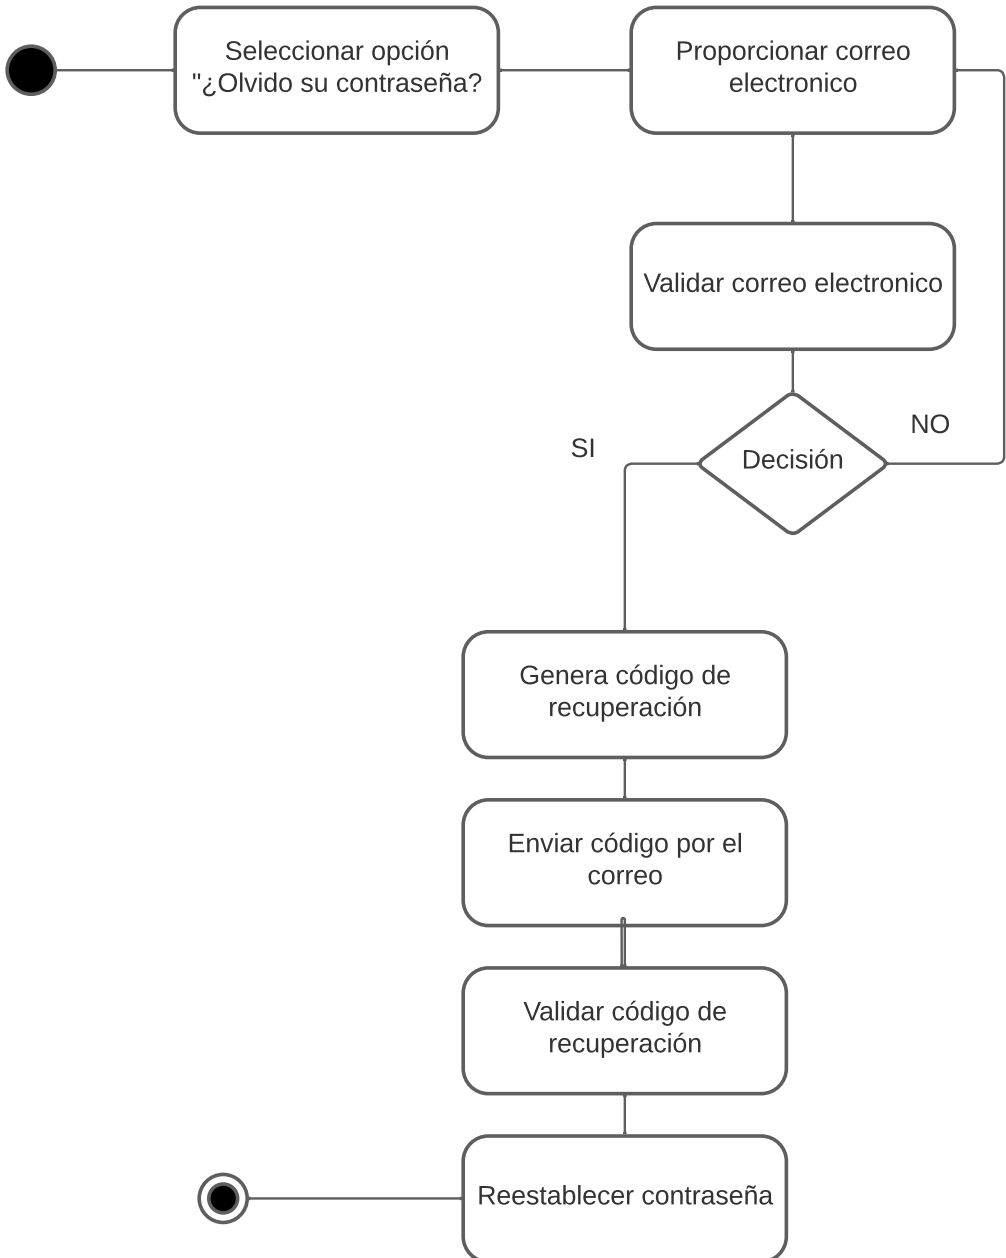 Seleccionar opción
"¿Olvido su contraseña?
Proporcionar correo
electronico
Validar correo electronico
NO
SI
Decisión
Genera código de
recuperación
Enviar código por el
correo
Validar código de
recuperación
Reestablecer contraseña